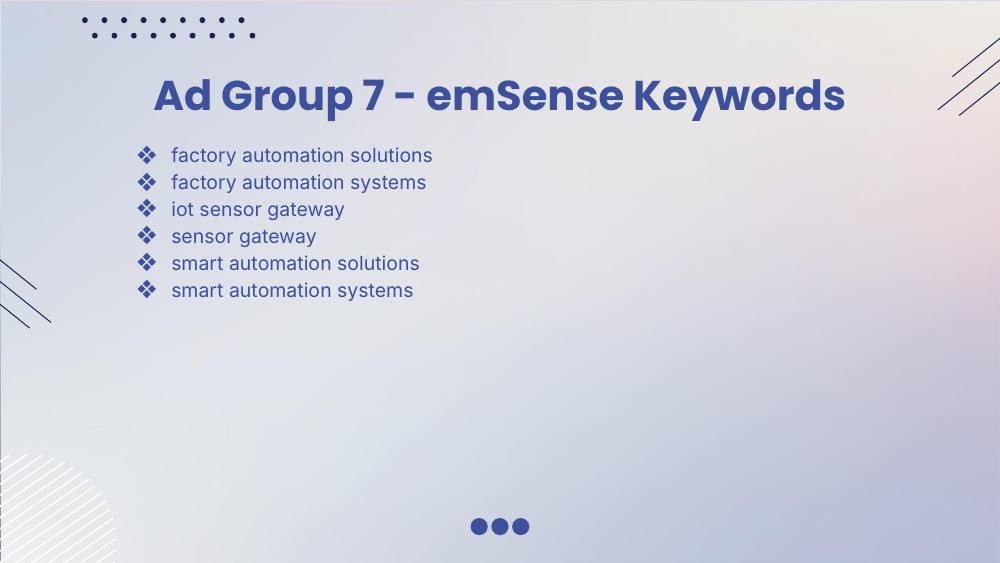 Ad Group 7 - emSense Keywords
❖ factory automation solutions
❖ factory automation systems
❖ iot sensor gateway
❖ sensor gateway
❖ smart automation solutions
❖ smart automation systems